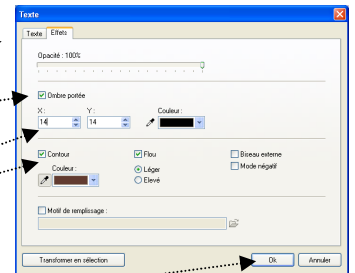 Texte
Texte Effets
Opacité : 100%
Ombre portée
X : Y : Couleur :
14 14
Contour Flou Biseau externe
Couleur : Léger Mode négatif
Elevé
Motif de remplissage :
Transformer en sélection Ok Annuler